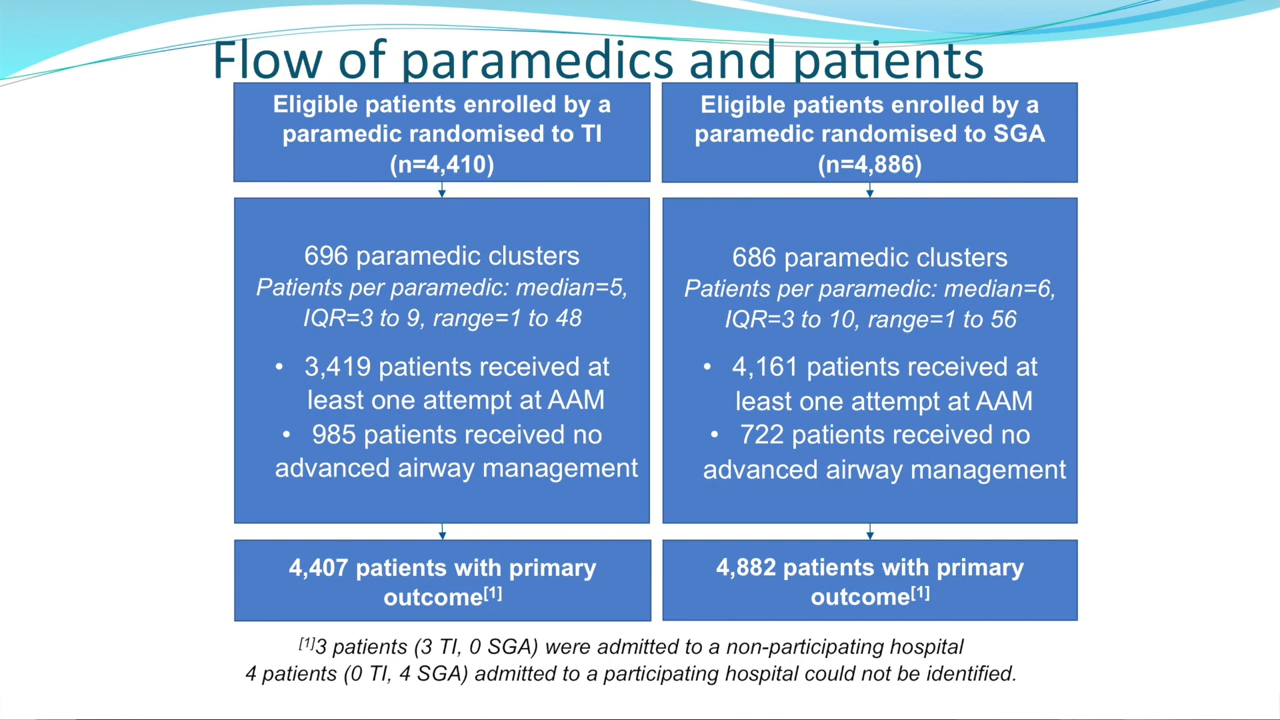 Flow of paramedics and patients
Eligible patients enrolled by a
paramedic randomised to TI
(n=4,410)
696 paramedic clusters
Patients per paramedic: median=5,
IQR=3 to 9, range=1 to 48
• 3,419 patients received at
least one attempt at AAM
• 985 patients received no
advanced airway management
4,407 patients with primary
outcome[1]
Eligible patients enrolled by a
paramedic randomised to SGA
(n=4,886)
686 paramedic clusters
Patients per paramedic: median=6,
IQR=3 to 10, range=1 to 56
• 4,161 patients received at
least one attempt at AAM
• 722 patients received no
advanced airway management
4,882 patients with primary
outcome[1]
[1]3 patients (3 TI, 0 SGA) were admitted to a non-participating hospital
4 patients (0 TI, 4 SGA) admitted to a participating hospital could not be identified.